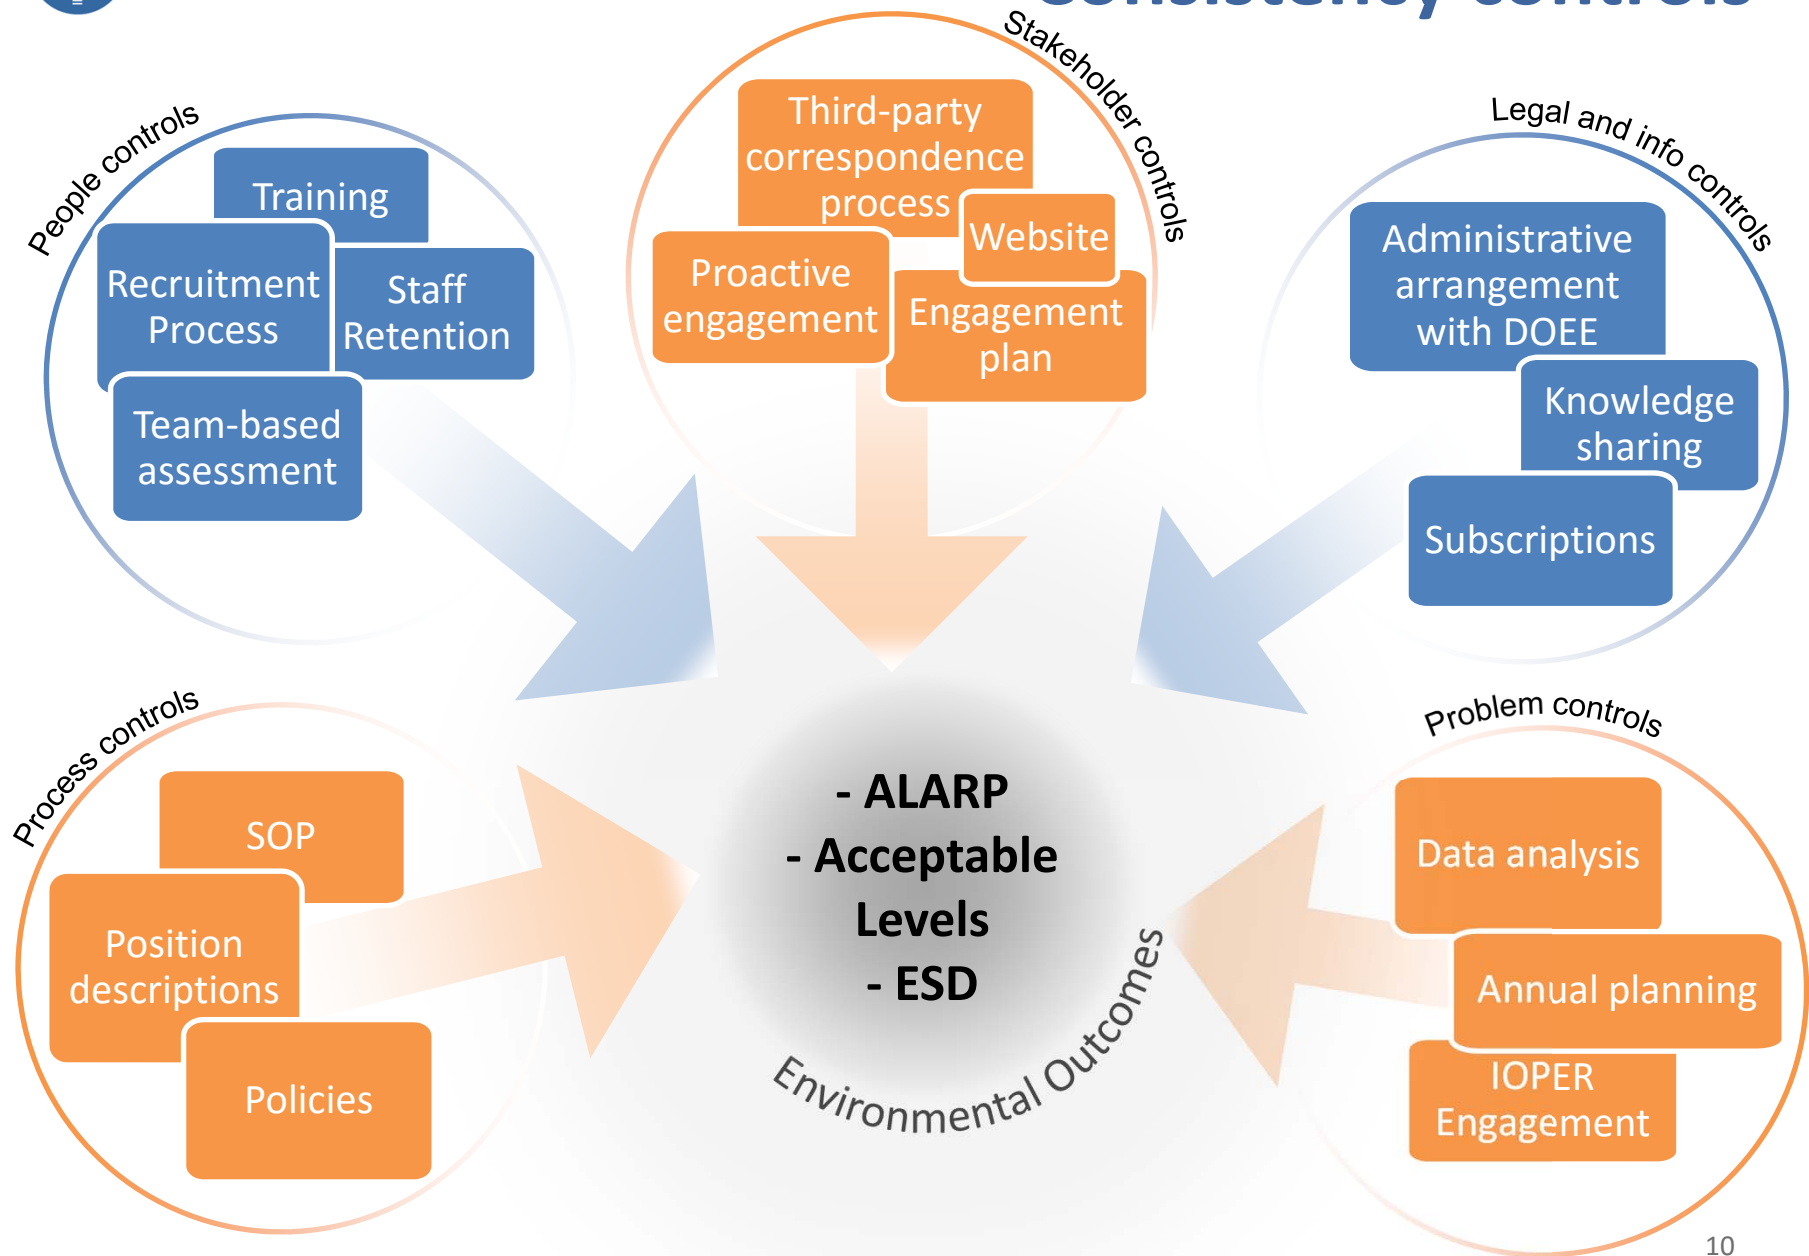 Consistency controls
People controls
Training
Recruitment
Process
Staff
Retention
Team-based
assessment
Stakeholder controls
Third-party
correspondence
process
Website
Proactive
engagement
Engagement
plan
Legal and info controls
Administrative
arrangement
with DOEE
Knowledge
sharing
Subscriptions
Process controls
SOP
Position
descriptions
Policies
- ALARP
- Acceptable
Levels
- ESD
Environmental Outcomes
Problem controls
Data analysis
Annual planning
IOPER
Engagement
10